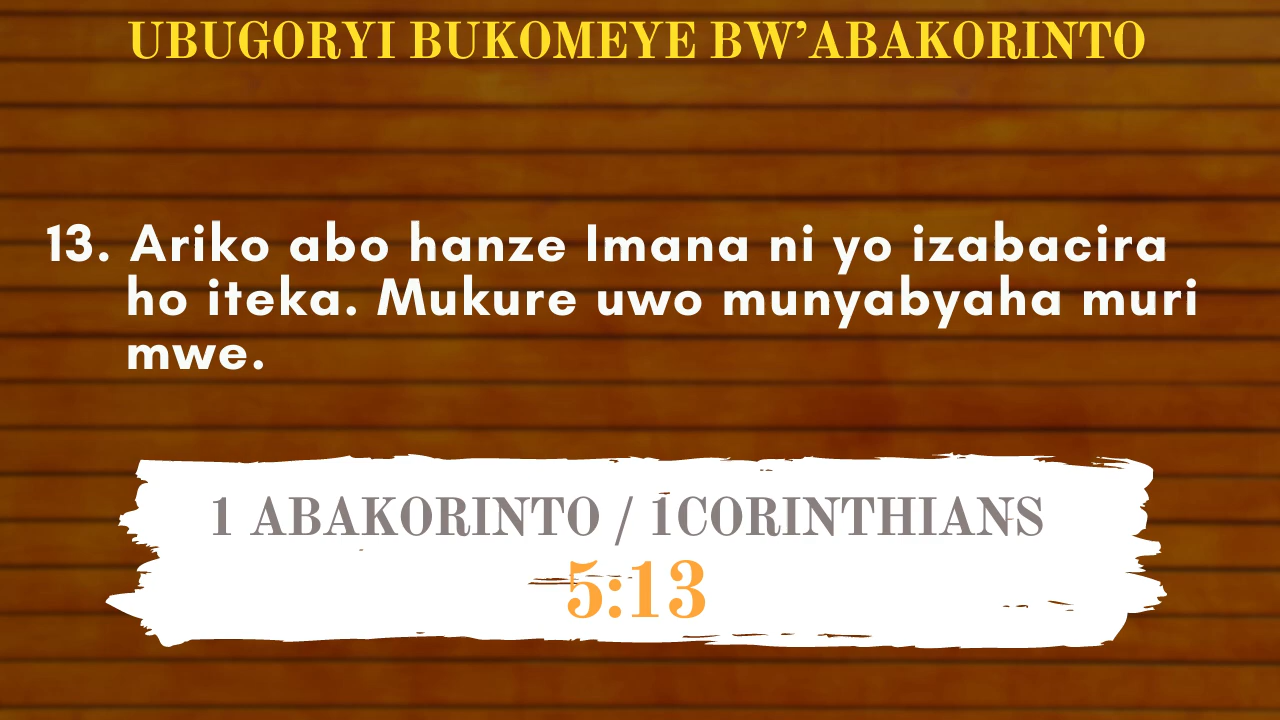 UBUGORYI BUKOMEYE BW’ABAKORINTO
13. Ariko abo hanze Imana ni yo izabacira
ho iteka. Mukure uwo munyabyaha muri
mwe.
1 ABAKORINTO / 1CORINTHIANS
5:13